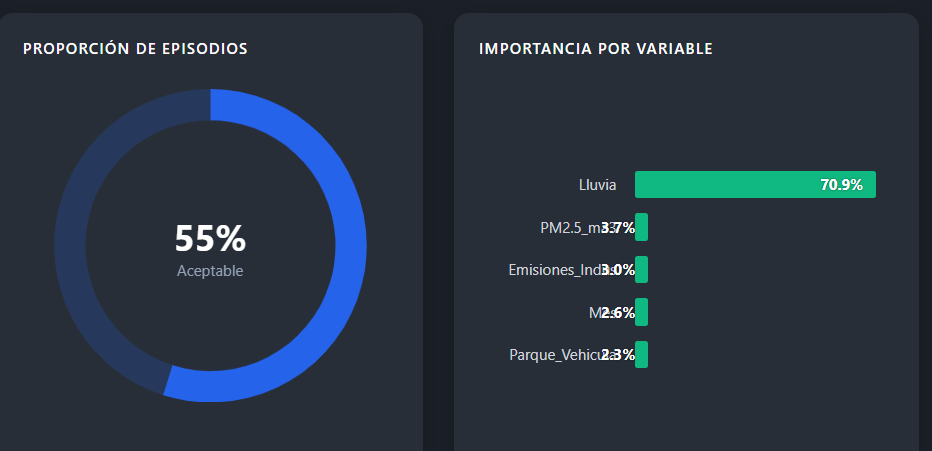 PROPORCIÓN DE EPISODIOS
55%
Aceptable
IMPORTANCIA POR VARIABLE
Lluvia 70.9%
3.7%
3.0%
2.6%
2.3%